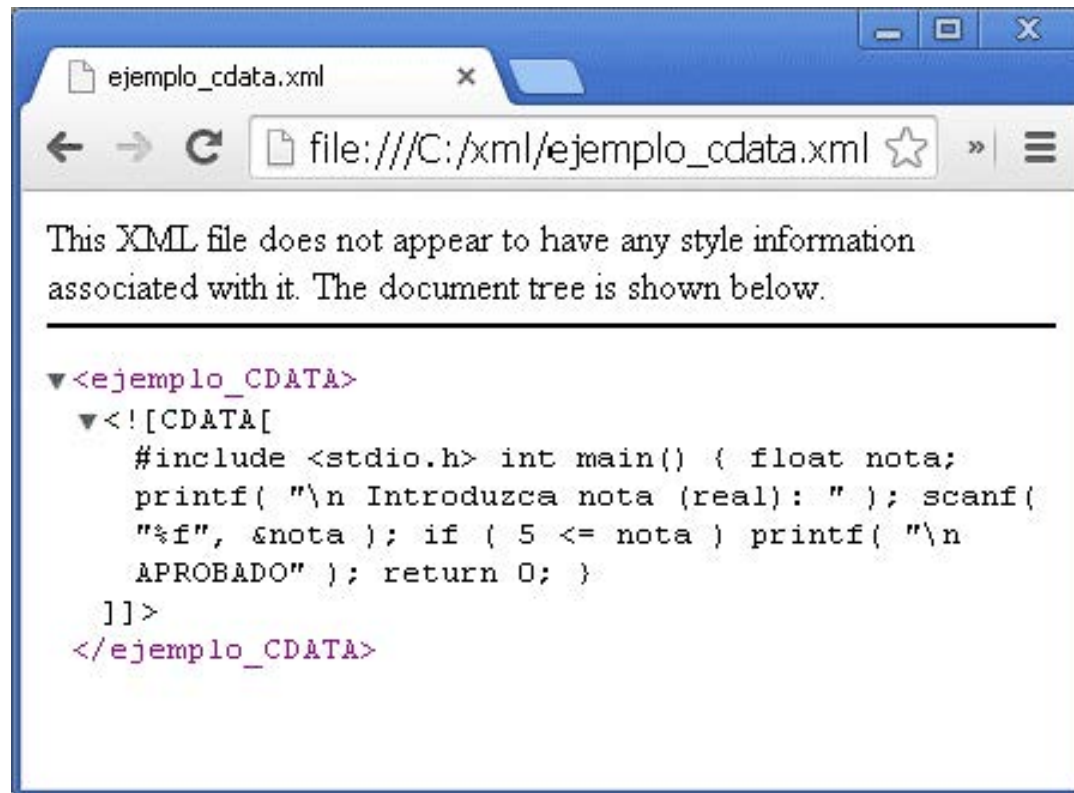 ejemplo_cdata.xml
file:///C:/xml/ejemplo_cdata.xml
This XML file does not appear to have any style information
associated with it. The document tree is shown below.
<ejemplo_CDATA>
<![CDATA[
#include <stdio.h> int main() { float nota;
printf( "\n Introduzca nota (real): " ); scanf(
"%f", &nota ); if ( 5 <= nota ) printf( "\n
APROBADO" ); return 0; }
]]>
</ejemplo_CDATA>